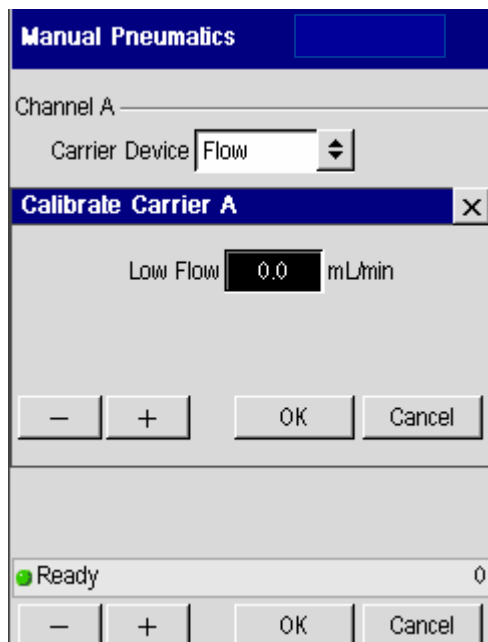 Manual Pneumatics
Channel A
Carrier Device Flow
Calibrate Carrier A
Low Flow 0.0 mL/min
− + OK Cancel
Ready 0
− + OK Cancel